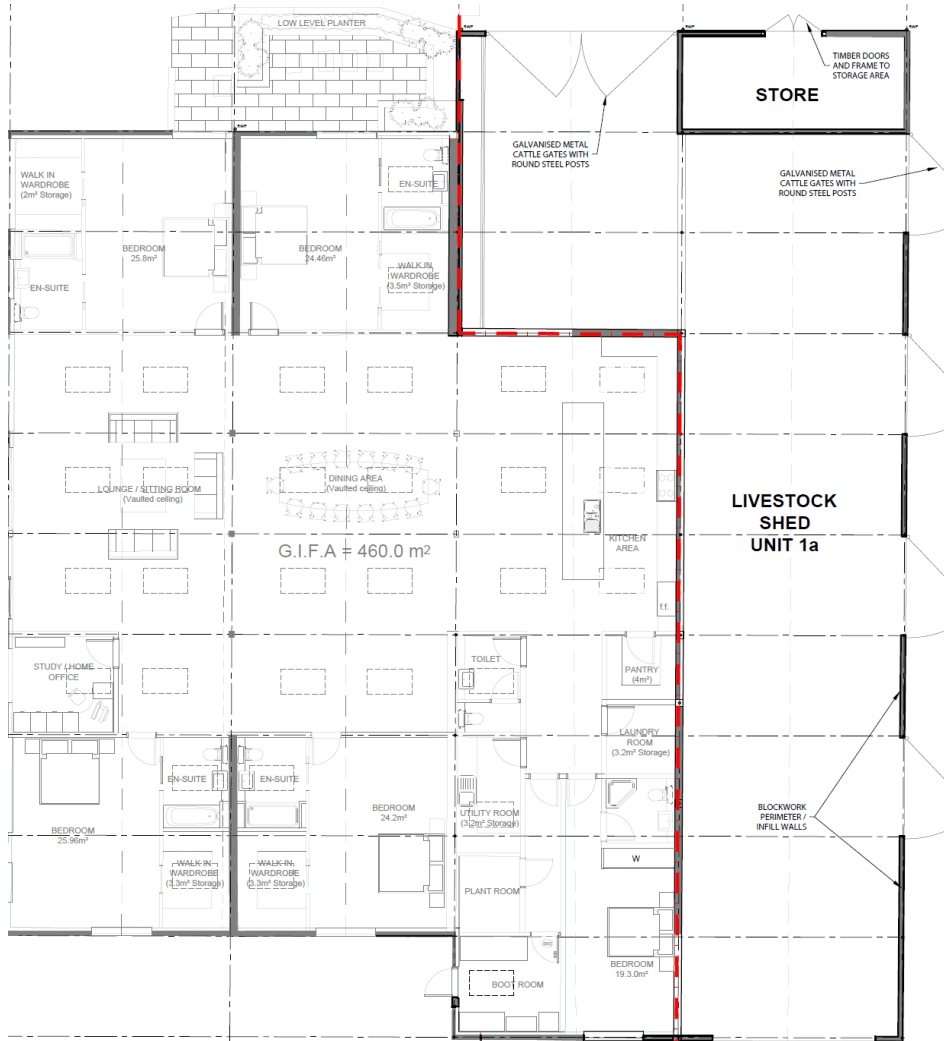 LOW LEVEL PLANTER
RWP
RWP
RWP
TIMBER DOORS
AND FRAME TO
STORAGE AREA
STORE
RWP
GALVANISED METAL
CATTLE GATES WITH
ROUND STEEL POSTS
GALVANISED METAL
CATTLE GATES WITH
ROUND STEEL POSTS
WALK IN
WARDROBE
(2m² Storage)
EN-SUITE
BEDROOM
25.8m²
BEDROOM
24.46m²
WALK IN
WARDROBE
(3.5m² Storage)
EN-SUITE
LOUNGE / SITTING ROOM
(Vaulted ceiling)
DINING AREA
(Vaulted ceiling)
LIVESTOCK
SHED
UNIT 1a
G.I.F.A = 460.0 m²
KITCHEN
AREA
f.f.
STUDY / HOME
OFFICE
TOILET
PANTRY
(4m²)
LAUNDRY
ROOM
(3.2m² Storage)
EN-SUITE
EN-SUITE
BEDROOM
25.96m²
BEDROOM
24.2m²
UTILITY ROOM
(3.2m² Storage)
BLOCKWORK
PERIMETER /
INFILL WALLS
WALK IN
WARDROBE
(3.3m² Storage)
WALK IN
WARDROBE
(3.3m² Storage)
W
PLANT ROOM
BEDROOM
19.3.0m²
BOOT ROOM